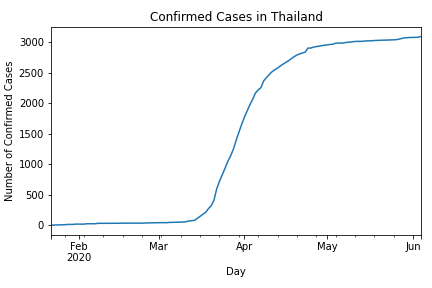 Confirmed Cases in Thailand
Number of Confirmed Cases
3000
2500
2000
1500
1000
500
0
Feb Mar Apr May Jun
2020
Day